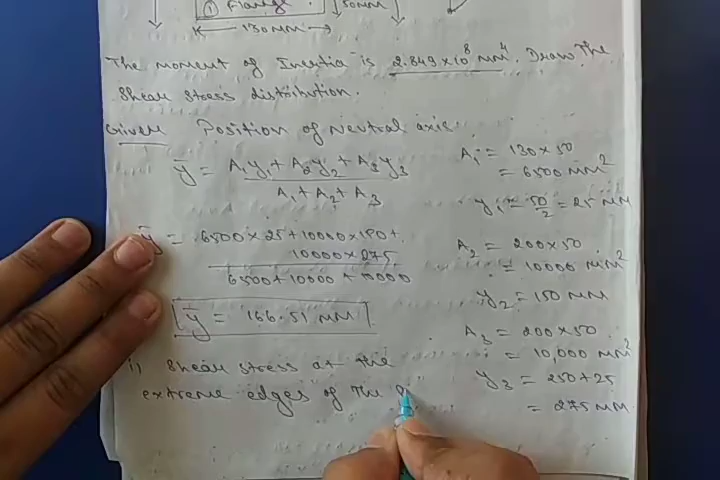 ① Flange
50mm
130mm
The moment of Inertia is 2.849×10⁸ mm⁴. Draw The
Shear stress distribution.
Given Position of neutral axis.
ȳ = A₁y₁ + A₂y₂ + A₃y₃
A₁ + A₂ + A₃
ȳ = 6500×25 + 10000×150 +
10000×275
6500 + 10000 + 10000
ȳ = 166.51 mm
i) Shear stress at the
extreme edges of The
A₁ = 130×50
= 6500 mm²
y₁ = 50/2 = 25 mm
A₂ = 200×50
= 10000 mm²
y₂ = 150 mm
A₃ = 200×50
= 10,000 mm²
y₃ = 250+25
= 275 mm